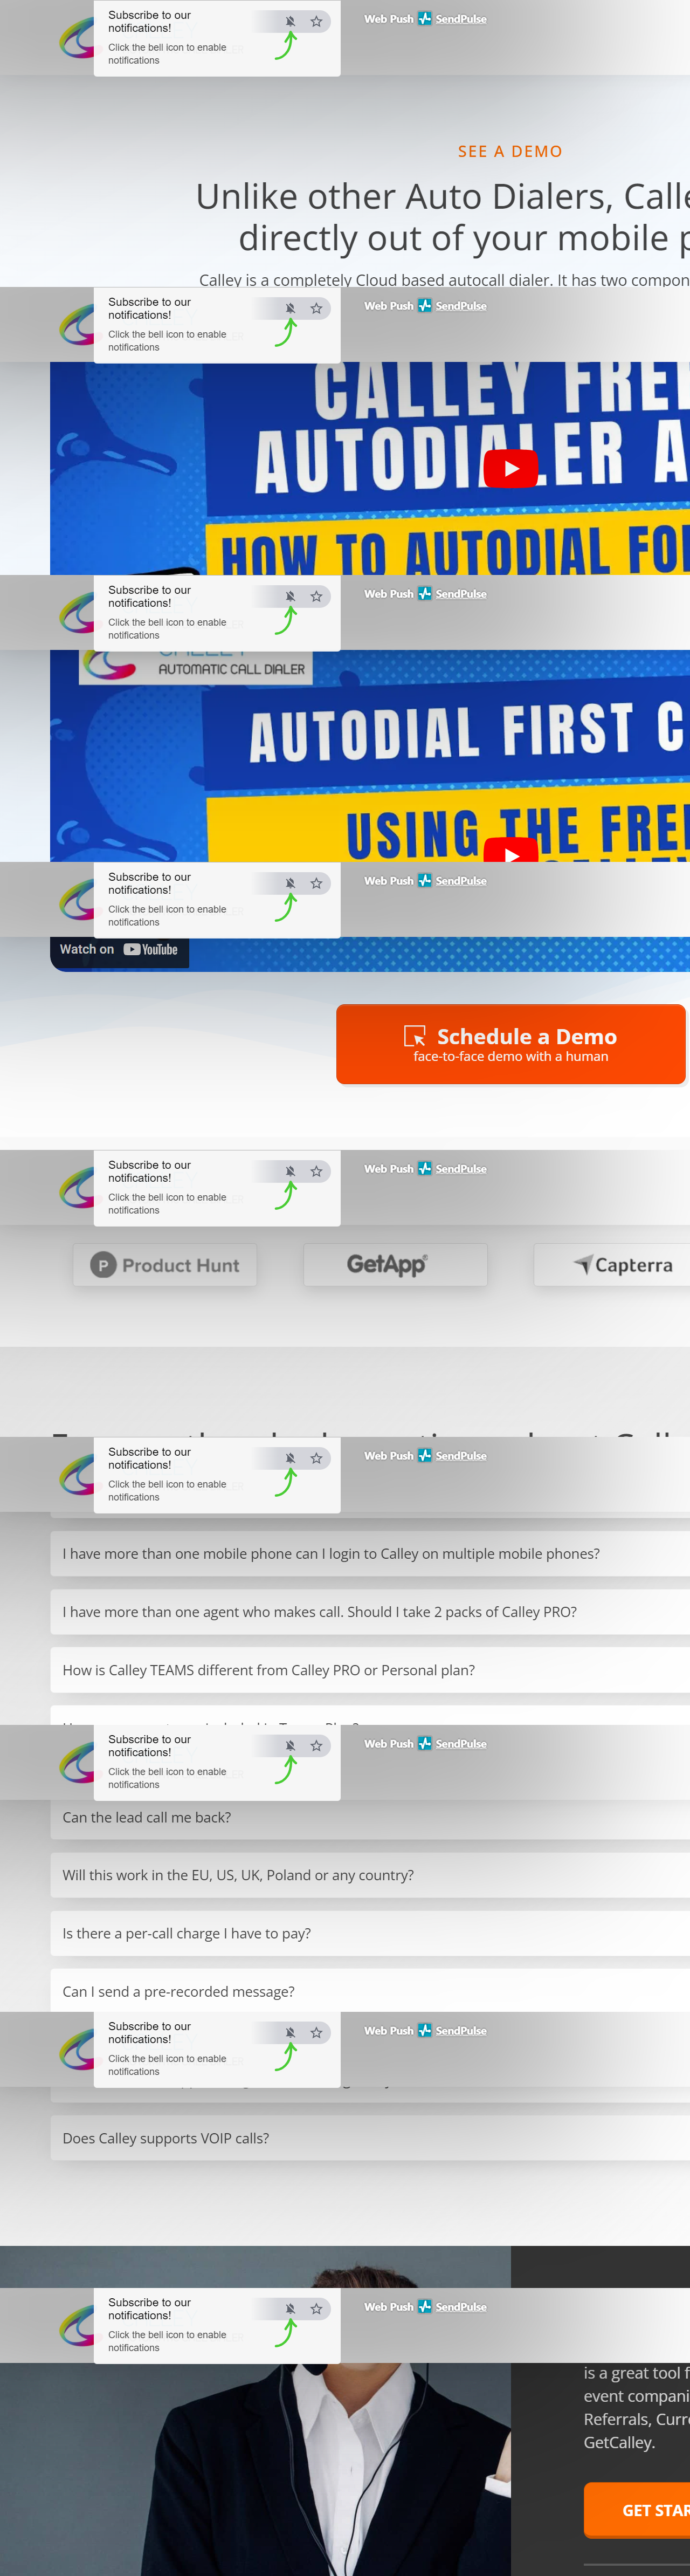 Subscribe to our
notifications!
Click the bell icon to enable
notifications
Web Push SendPulse
SEE A DEMO
Unlike other Auto Dialers, Calle
directly out of your mobile p
Calley is a completely Cloud based autocall dialer. It has two compon
Subscribe to our
notifications!
Click the bell icon to enable
notifications
Web Push SendPulse
CALLEY FREE
AUTODIALER A
HOW TO AUTODIAL FO
Subscribe to our
notifications!
Click the bell icon to enable
notifications
Web Push SendPulse
AUTOMATIC CALL DIALER
AUTODIAL FIRST C
USING THE FRE
Subscribe to our
notifications!
Click the bell icon to enable
notifications
Web Push SendPulse
Watch on YouTube
Schedule a Demo
face-to-face demo with a human
Subscribe to our
notifications!
Click the bell icon to enable
notifications
Web Push SendPulse
Product Hunt
GetApp
Capterra
Subscribe to our
notifications!
Click the bell icon to enable
notifications
Web Push SendPulse
I have more than one mobile phone can I login to Calley on multiple mobile phones?
I have more than one agent who makes call. Should I take 2 packs of Calley PRO?
How is Calley TEAMS different from Calley PRO or Personal plan?
Subscribe to our
notifications!
Click the bell icon to enable
notifications
Web Push SendPulse
Can the lead call me back?
Will this work in the EU, US, UK, Poland or any country?
Is there a per-call charge I have to pay?
Can I send a pre-recorded message?
Subscribe to our
notifications!
Click the bell icon to enable
notifications
Web Push SendPulse
Does Calley supports VOIP calls?
Subscribe to our
notifications!
Click the bell icon to enable
notifications
Web Push SendPulse
is a great tool f
event compani
Referrals, Curr
GetCalley.
GET STAR